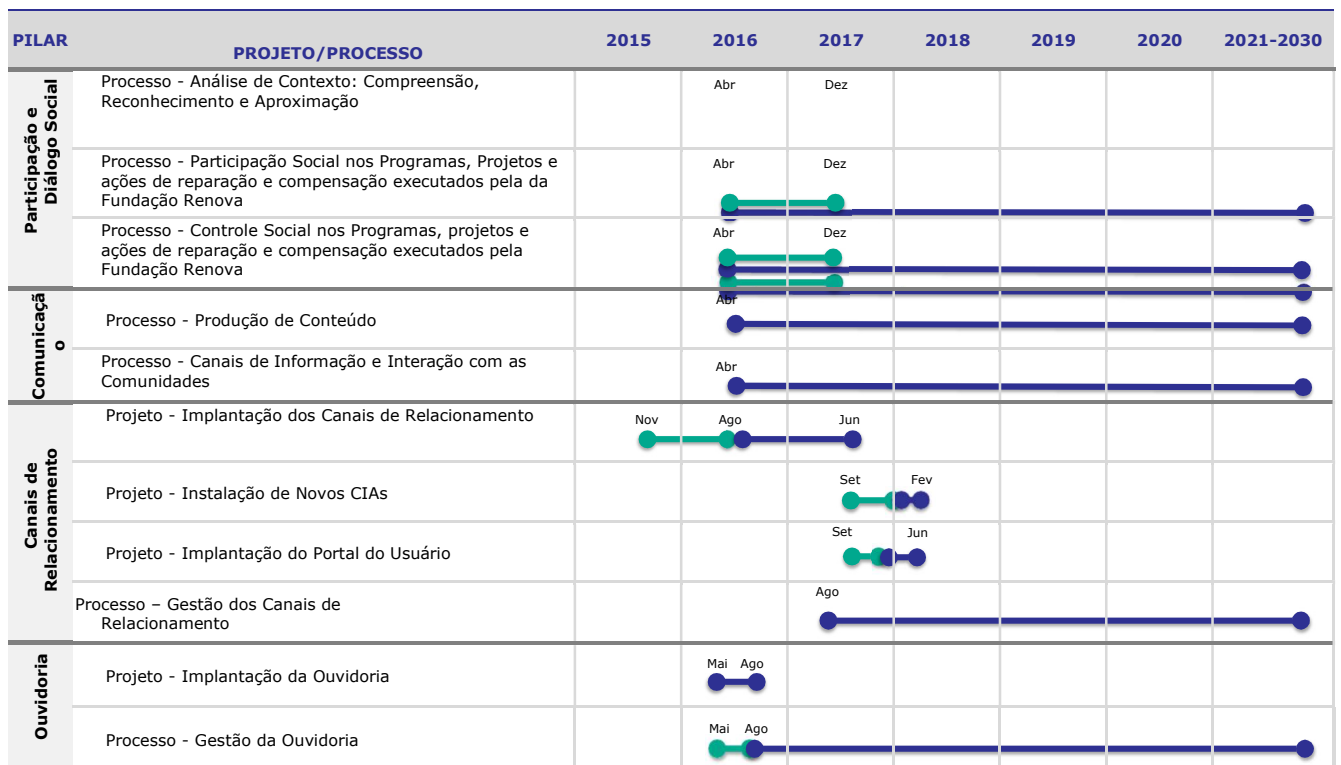 PILAR
PROJETO/PROCESSO
2015
2016
2017
2018
2019
2020
2021-2030
Participação e
Diálogo Social
Processo - Análise de Contexto: Compreensão,
Reconhecimento e Aproximação
Abr
Dez
Processo - Participação Social nos Programas, Projetos e
ações de reparação e compensação executados pela da
Fundação Renova
Abr
Dez
Processo - Controle Social nos Programas, projetos e
ações de reparação e compensação executados pela
Fundação Renova
Abr
Dez
Comunicaçã
o
Processo - Produção de Conteúdo
Abr
Processo - Canais de Informação e Interação com as
Comunidades
Abr
Canais de
Relacionamento
Projeto - Implantação dos Canais de Relacionamento
Nov
Ago
Jun
Projeto - Instalação de Novos CIAs
Set
Fev
Projeto - Implantação do Portal do Usuário
Set
Jun
Processo – Gestão dos Canais de
Relacionamento
Ago
Ouvidoria
Projeto - Implantação da Ouvidoria
Mai
Ago
Processo - Gestão da Ouvidoria
Mai
Ago